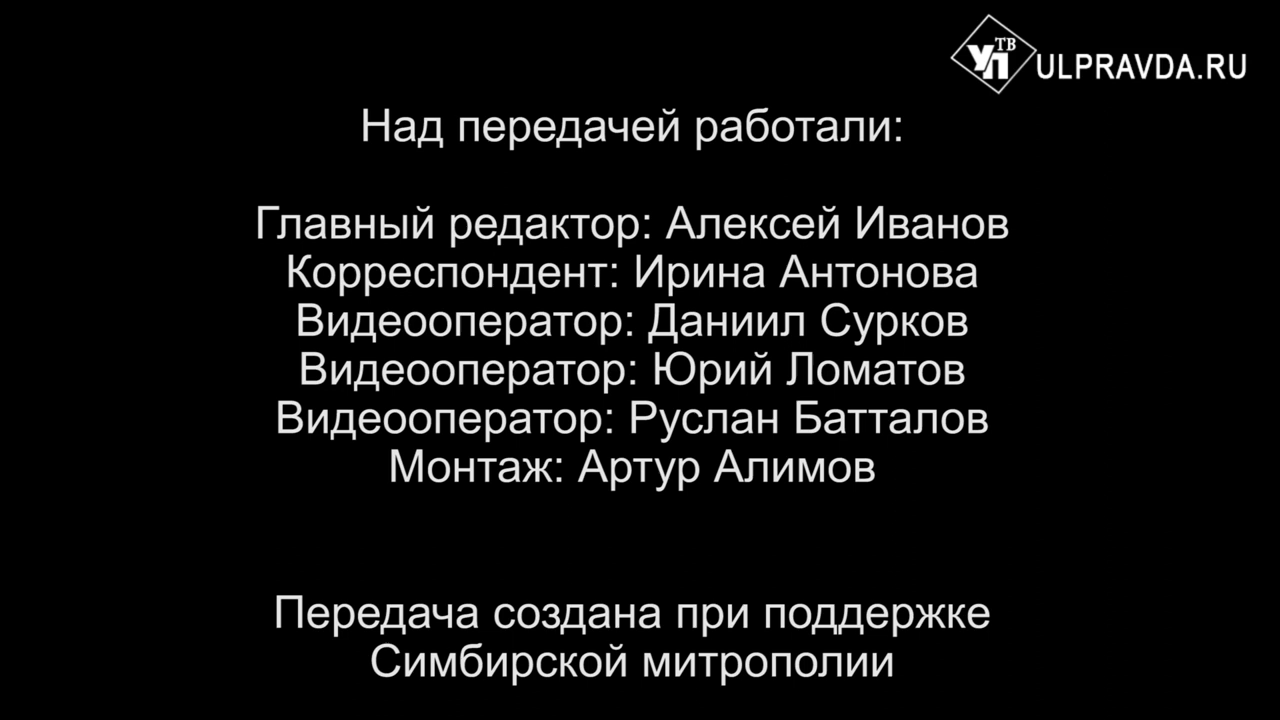 УП ТВ ULPRAVDA.RU
Над передачей работали:
Главный редактор: Алексей Иванов
Корреспондент: Ирина Антонова
Видеооператор: Даниил Сурков
Видеооператор: Юрий Ломатов
Видеооператор: Руслан Батталов
Монтаж: Артур Алимов
Передача создана при поддержке
Симбирской митрополии